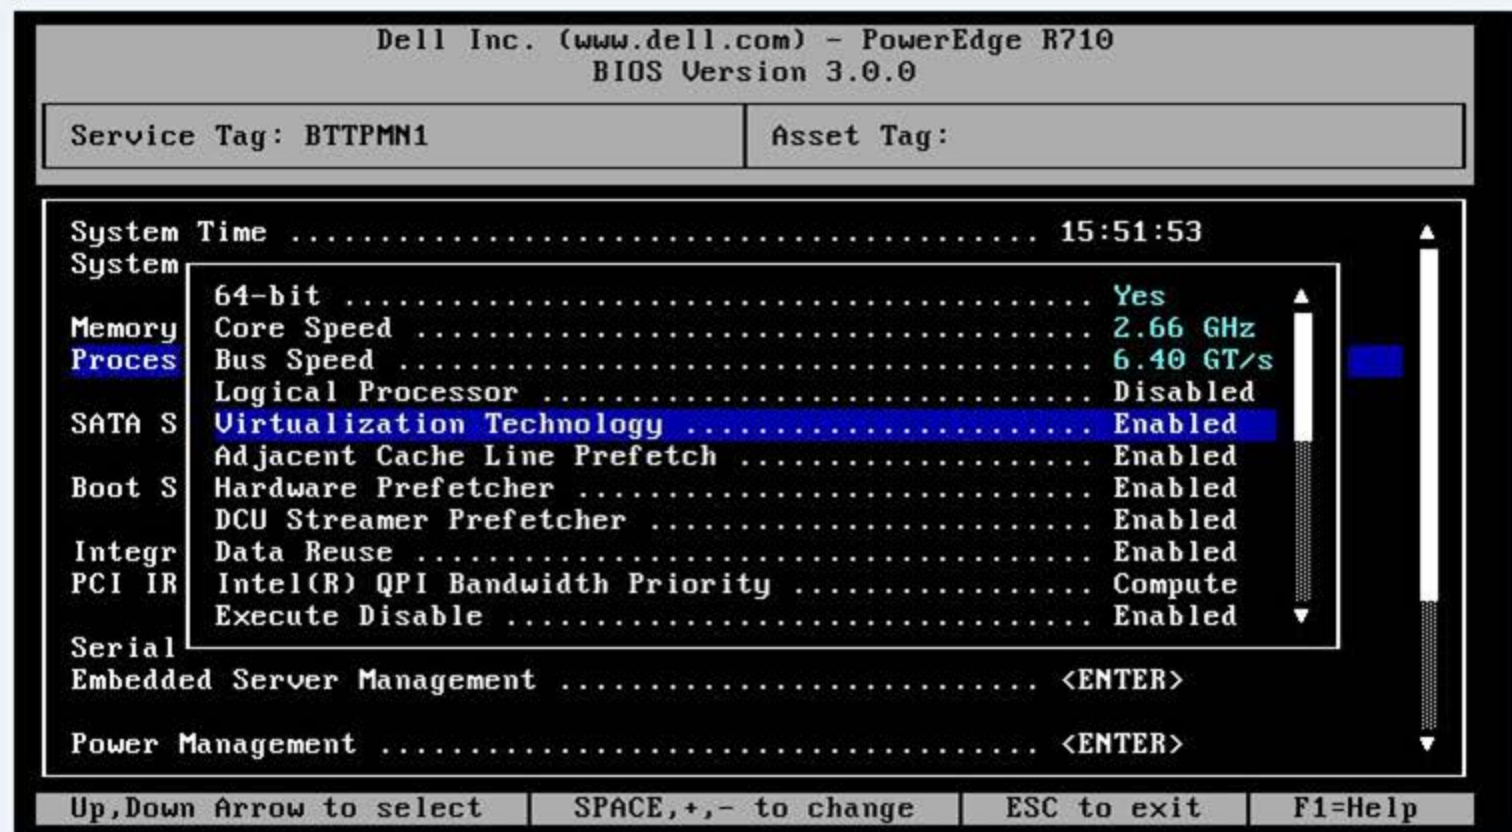 Dell Inc. (www.dell.com) - PowerEdge R710
BIOS Version 3.0.0
Service Tag: BTTPMN1
Asset Tag:
System Time ........................................ 15:51:53
System
64-bit ......................................... Yes
Memory
Core Speed ..................................... 2.66 GHz
Proces
Bus Speed ...................................... 6.40 GT/s
Logical Processor .............................. Disabled
SATA S
Virtualization Technology ...................... Enabled
Adjacent Cache Line Prefetch ................... Enabled
Boot S
Hardware Prefetcher ............................ Enabled
DCU Streamer Prefetcher ........................ Enabled
Integr
Data Reuse ..................................... Enabled
PCI IR
Intel(R) QPI Bandwidth Priority ................ Compute
Execute Disable ................................ Enabled
Serial
Embedded Server Management .......................... <ENTER>
Power Management .................................... <ENTER>
Up,Down Arrow to select
SPACE,+,- to change
ESC to exit
F1=Help